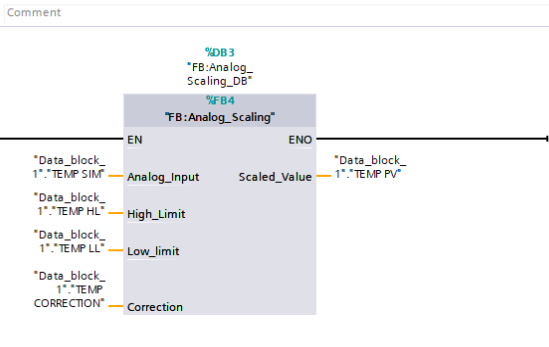 Comment
%DB3
"FB:Analog_
Scaling_DB"
%FB4
"FB:Analog_Scaling"
EN
ENO
"Data_block_
1"."TEMP SIM"
Analog_Input
Scaled_Value
"Data_block_
1"."TEMP PV"
"Data_block_
1"."TEMP HL"
High_Limit
"Data_block_
1"."TEMP LL"
Low_limit
"Data_block_
1"."TEMP
CORRECTION"
Correction